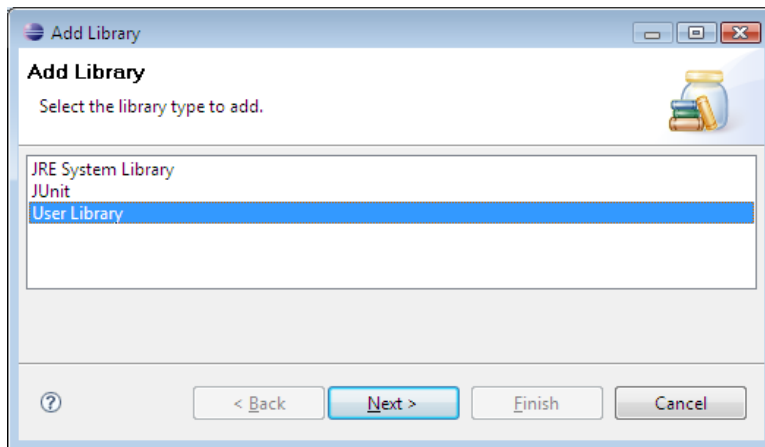 Add Library
Add Library
Select the library type to add.
JRE System Library
JUnit
User Library
? < Back Next > Finish Cancel